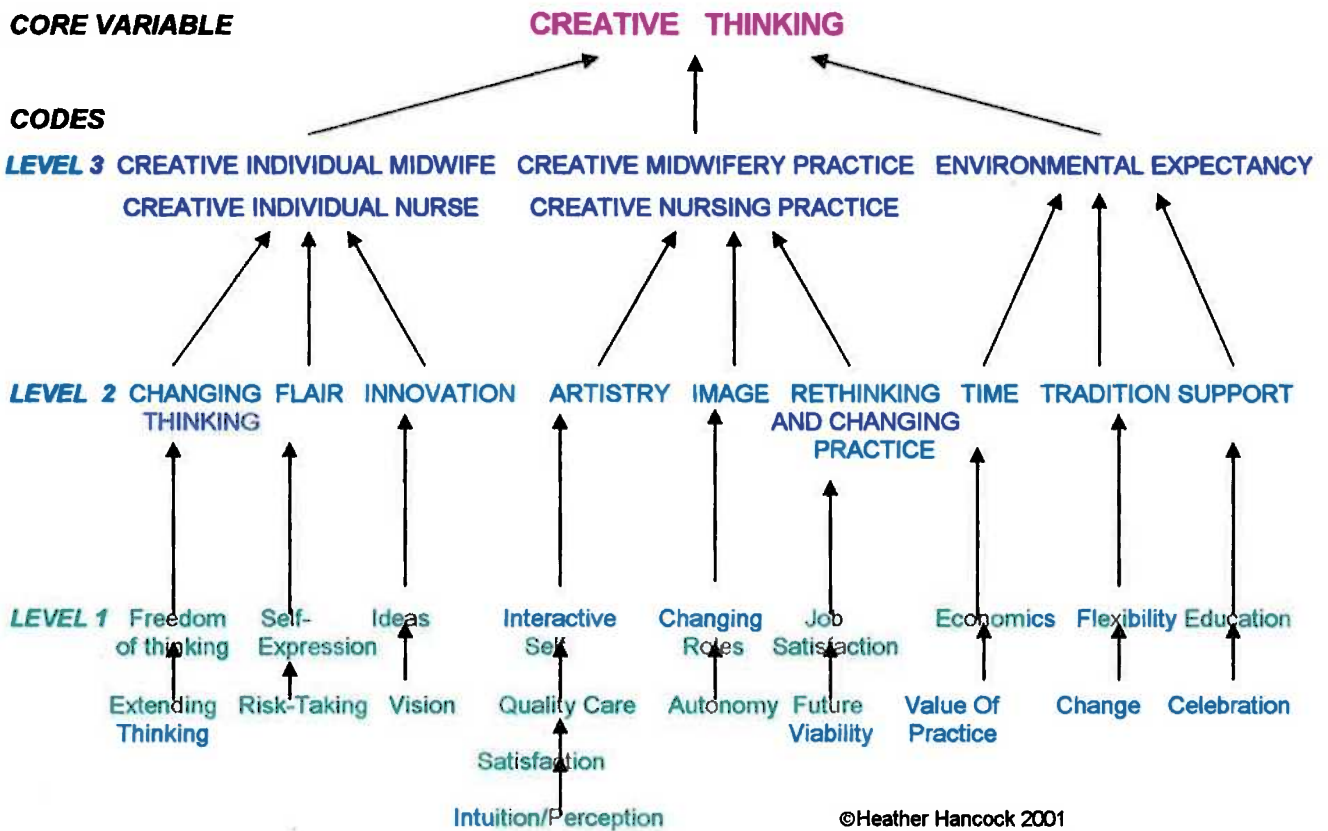 CORE VARIABLE CREATIVE THINKING
CODES
LEVEL 3 CREATIVE INDIVIDUAL MIDWIFE CREATIVE MIDWIFERY PRACTICE ENVIRONMENTAL EXPECTANCY
CREATIVE INDIVIDUAL NURSE CREATIVE NURSING PRACTICE
LEVEL 2 CHANGING FLAIR INNOVATION ARTISTRY IMAGE RETHINKING TIME TRADITION SUPPORT
THINKING AND CHANGING
PRACTICE
LEVEL 1 Freedom Self- Ideas Interactive Changing Job Economics Flexibility Education
of thinking Expression Self Roles Satisfaction
Extending Risk-Taking Vision Quality Care Autonomy Future Value Of Change Celebration
Thinking Viability Practice
Satisfaction
Intuition/Perception ©Heather Hancock 2001